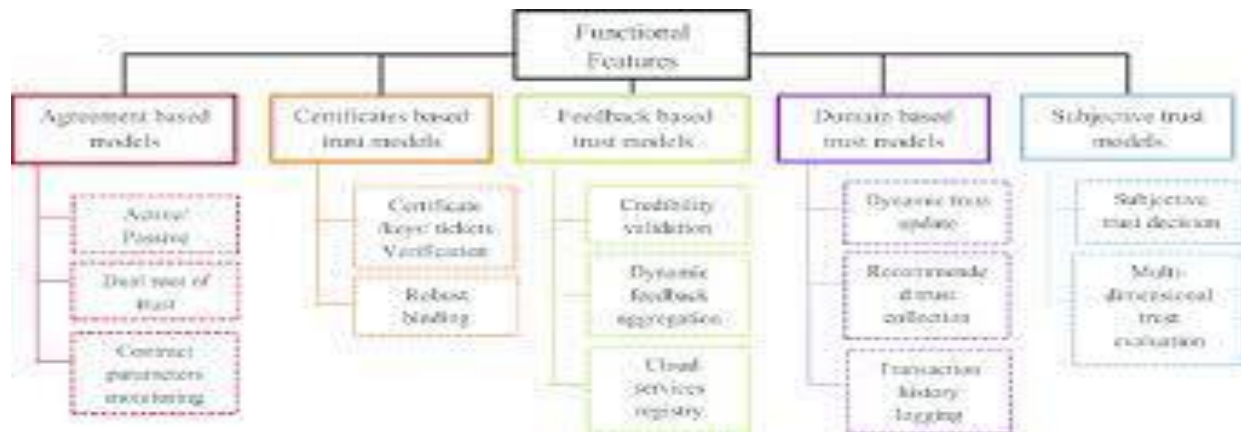 Functional
Features
Agreement based
models
Certificates based
trust models
Feedback based
trust models
Domain based
trust models
Subjective trust
models
Active/
Passive
Dual root of
trust
Contract
parameters
monitoring
Certificate
/keys/ tickets
Verification
Robust
binding
Credibility
validation
Dynamic
feedback
aggregation
Cloud
services
registry
Dynamic trust
update
Recommende
d trust
collection
Transaction
history
logging
Subjective
trust decision
Multi-
dimensional
trust
evaluation